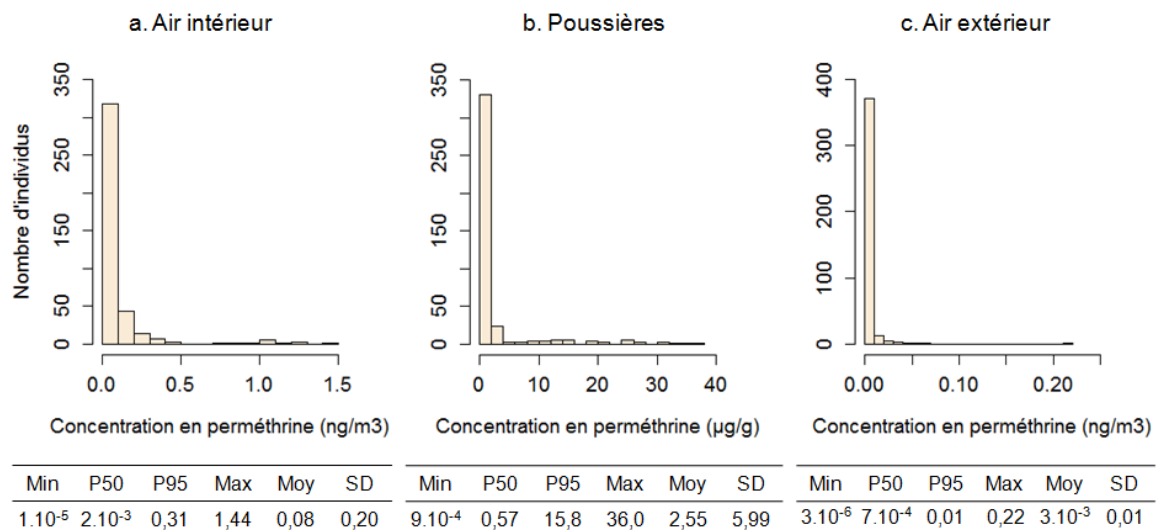 a. Air intérieur
b. Poussières
c. Air extérieur
Nombre d'individus
350
250
150
50
0
0.0 0.5 1.0 1.5
Concentration en perméthrine (ng/m3)
350
250
150
50
0
0 10 20 30 40
Concentration en perméthrine (µg/g)
400
300
200
100
0
0.00 0.10 0.20
Concentration en perméthrine (ng/m3)
Min P50 P95 Max Moy SD
1.10⁻⁵ 2.10⁻³ 0,31 1,44 0,08 0,20
Min P50 P95 Max Moy SD
9.10⁻⁴ 0,57 15,8 36,0 2,55 5,99
Min P50 P95 Max Moy SD
3.10⁻⁶ 7.10⁻⁴ 0,01 0,22 3.10⁻³ 0,01